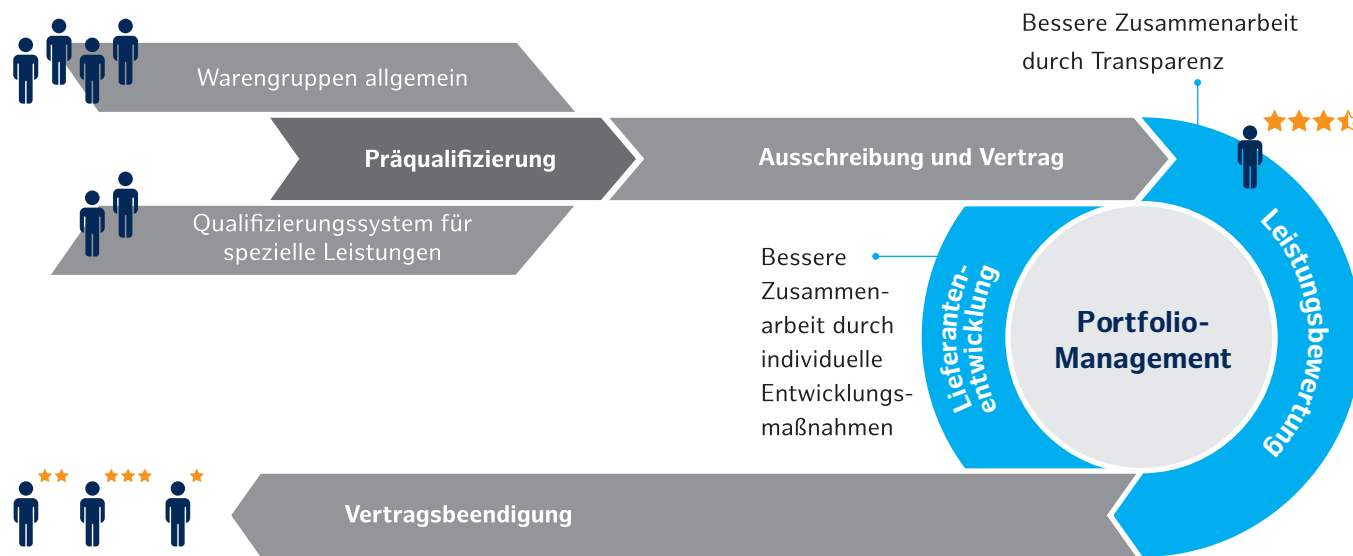 Bessere Zusammenarbeit
durch Transparenz
Warengruppen allgemein
Präqualifizierung
Ausschreibung und Vertrag
Qualifizierungssystem für
spezielle Leistungen
Bessere
Zusammen-
arbeit durch
individuelle
Entwicklungs-
maßnahmen
Lieferanten-
entwicklung
Portfolio-
Management
Leistungsbewertung
Vertragsbeendigung